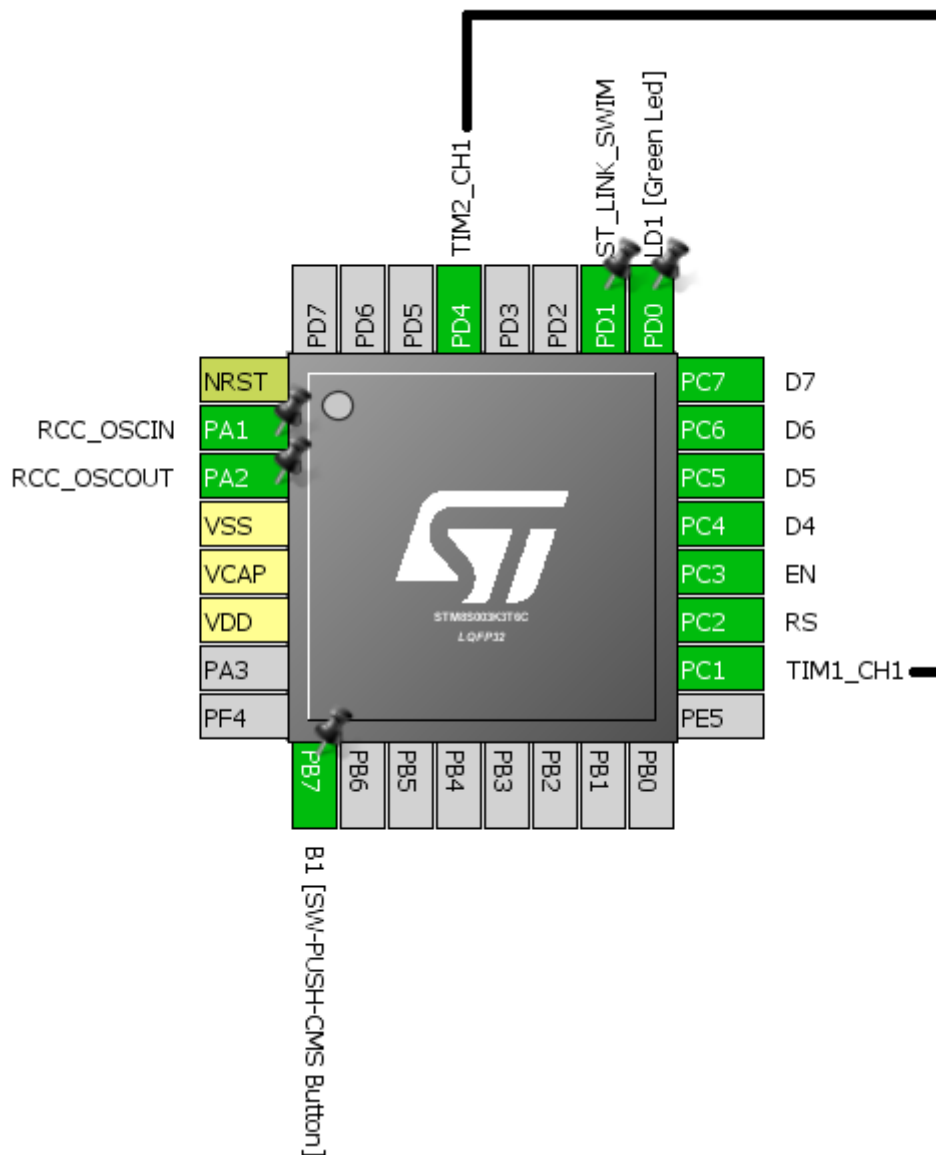 TIM2_CH1
ST_LINK_SWIM
LD1 [Green Led]
PD7
PD6
PD5
PD4
PD3
PD2
PD1
PD0
NRST
RCC_OSCIN PA1
RCC_OSCOUT PA2
VSS
VCAP
VDD
PA3
PF4
PC7 D7
PC6 D6
PC5 D5
PC4 D4
PC3 EN
PC2 RS
PC1 TIM1_CH1
PE5
ST
STM8S003K3T6C
LQFP32
PB7
PB6
PB5
PB4
PB3
PB2
PB1
PB0
B1 [SW-PUSH-CMS Button]